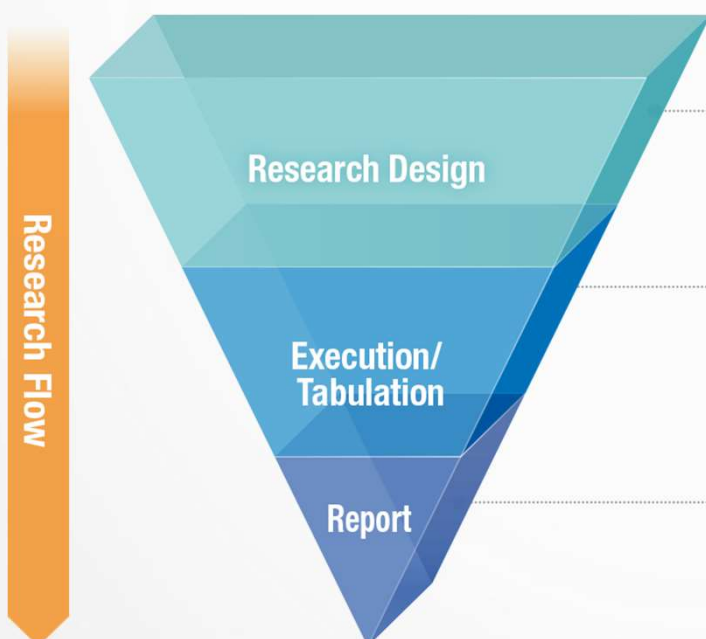 Research Flow
Research Design
Execution/
Tabulation
Report